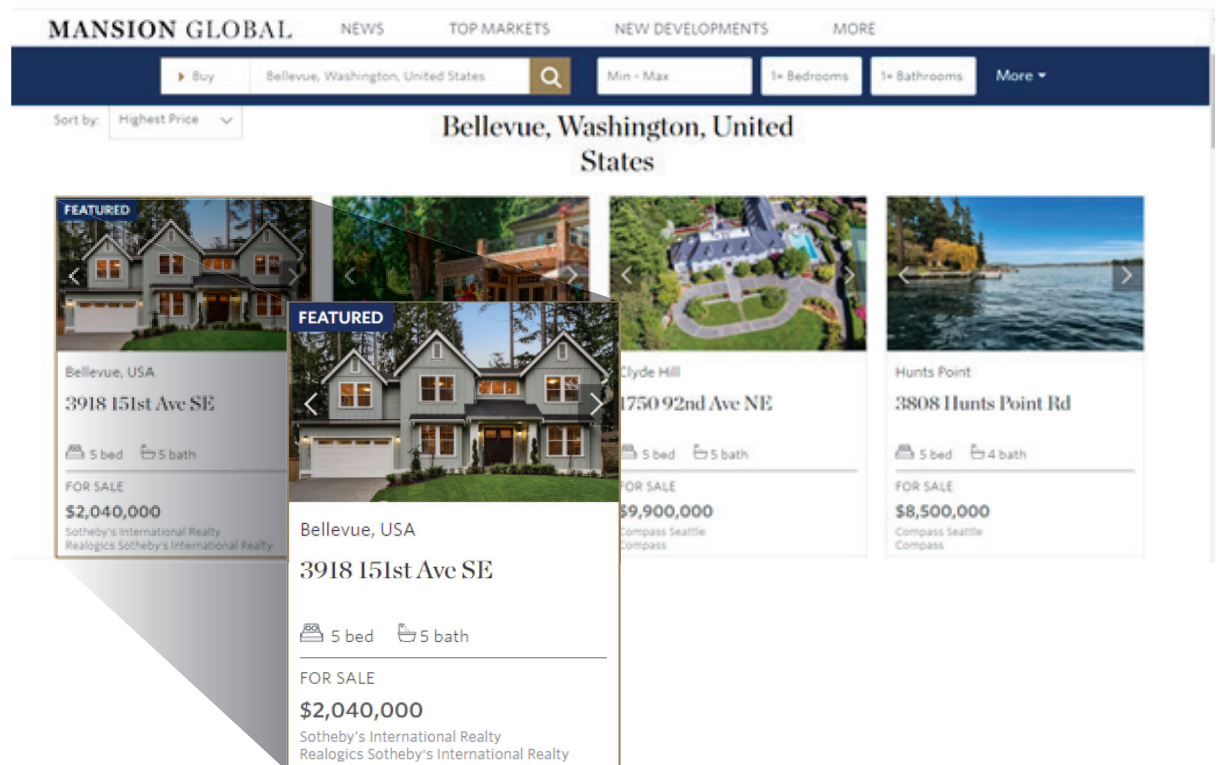 MANSION GLOBAL NEWS TOP MARKETS NEW DEVELOPMENTS MORE
Buy Bellevue, Washington, United States Min - Max 1+ Bedrooms 1+ Bathrooms More
Sort by: Highest Price
Bellevue, Washington, United
States
FEATURED
Bellevue, USA
3918 151st Ave SE
5 bed 5 bath
FOR SALE
$2,040,000
Sotheby's International Realty
Realogics Sotheby's International Realty
FEATURED
Bellevue, USA
3918 151st Ave SE
5 bed 5 bath
FOR SALE
$2,040,000
Sotheby's International Realty
Realogics Sotheby's International Realty
Clyde Hill
1750 92nd Ave NE
5 bed 5 bath
FOR SALE
$9,900,000
Compass Seattle
Compass
Hunts Point
3808 Hunts Point Rd
5 bed 4 bath
FOR SALE
$8,500,000
Compass Seattle
Compass